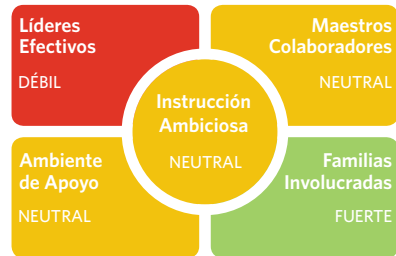 Líderes
Efectivos
DÉBIL
Maestros
Colaboradores
NEUTRAL
Instrucción
Ambiciosa
NEUTRAL
Ambiente
de Apoyo
NEUTRAL
Familias
Involucradas
FUERTE